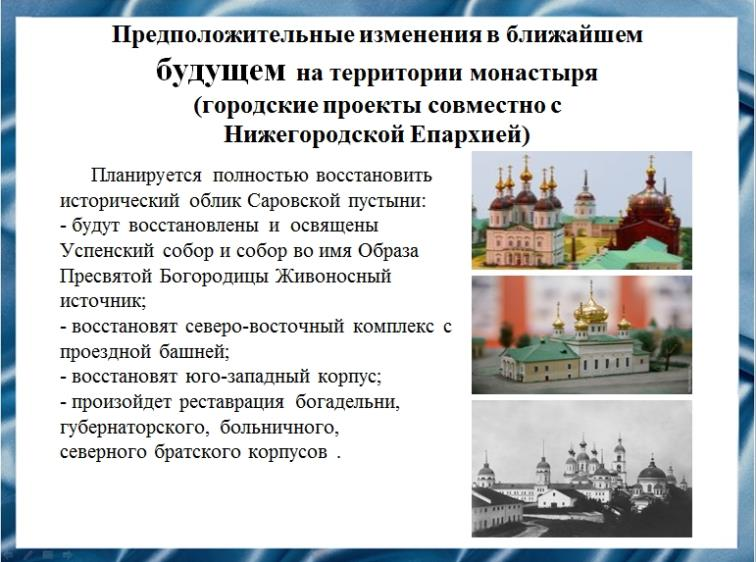 Предположительные изменения в ближайшем
будущем на территории монастыря
(городские проекты совместно с
Нижегородской Епархией)
Планируется полностью восстановить
исторический облик Саровской пустыни:
- будут восстановлены и освящены
Успенский собор и собор во имя Образа
Пресвятой Богородицы Живоносный
источник;
- восстановят северо-восточный комплекс с
проездной башней;
- восстановят юго-западный корпус;
- произойдет реставрация богадельни,
губернаторского, больничного,
северного братского корпусов .